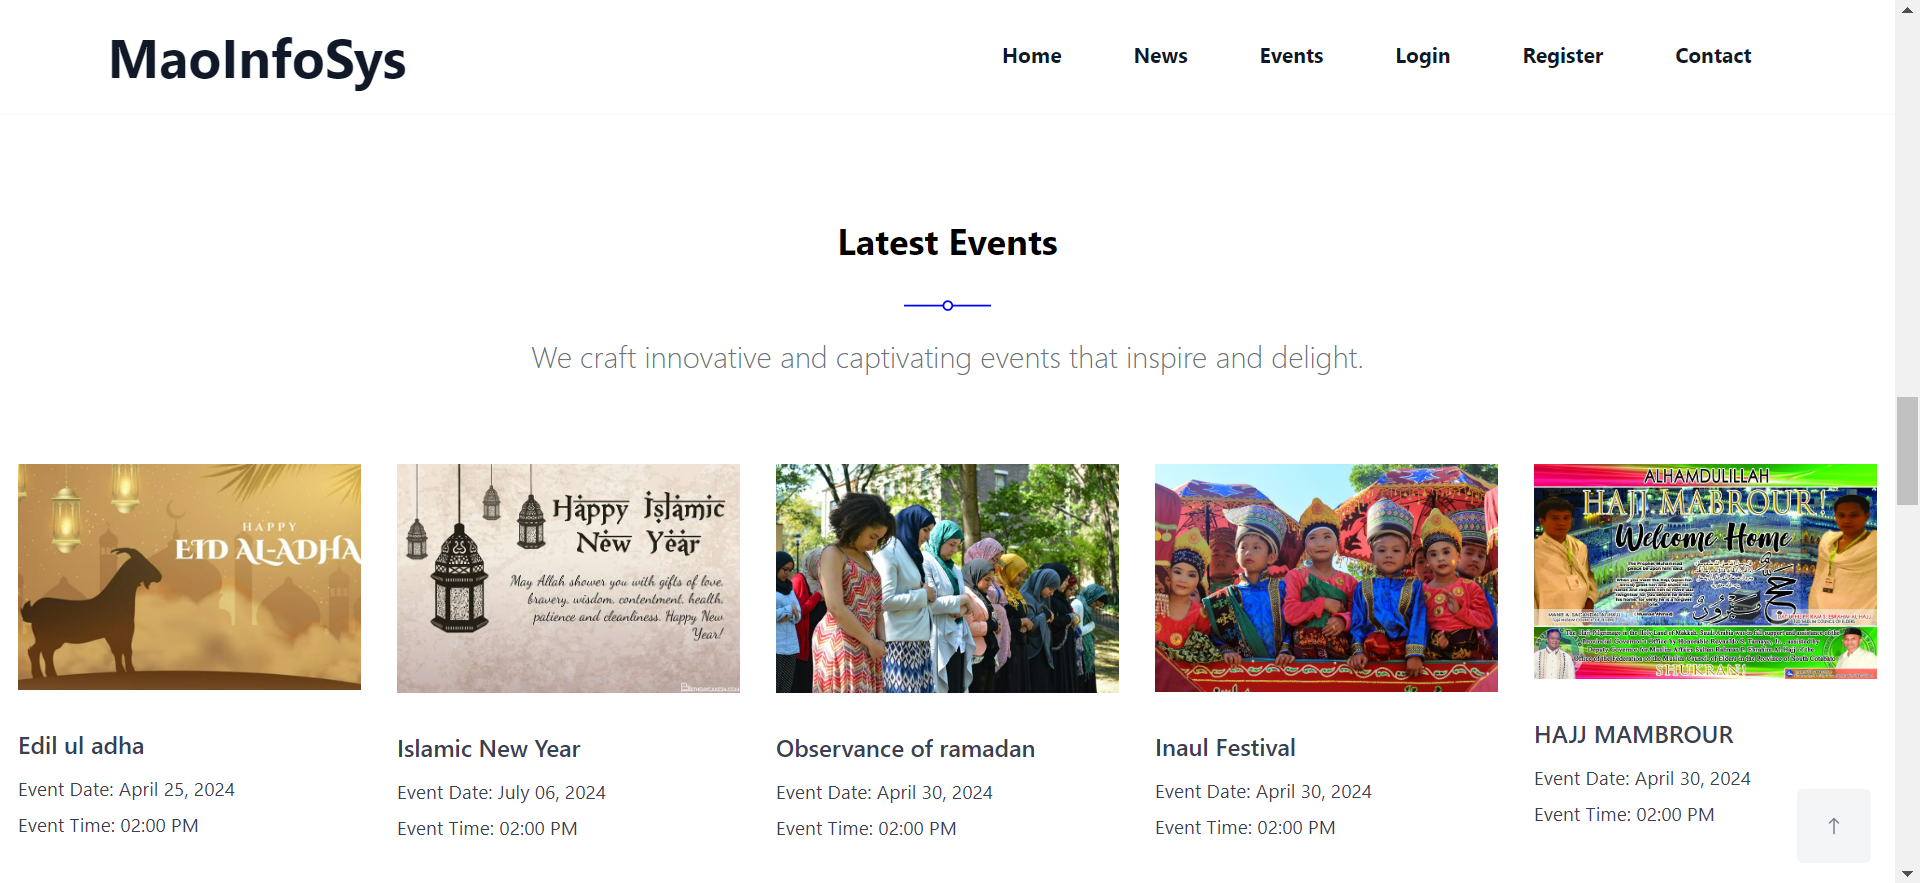 MaoInfoSys
Home
News
Events
Login
Register
Contact
Latest Events
We craft innovative and captivating events that inspire and delight.
HAPPY
EID AL-ADHA
Happy Islamic
New Year
May Allah shower you with gifts of love,
bravery, wisdom, contentment, health,
patience and cleanliness. Happy New
Year!
ALHAMDULILLAH
HAJJ MABROUR!
Welcome Home
SHUKRAN!
Edil ul adha
Event Date: April 25, 2024
Event Time: 02:00 PM
Islamic New Year
Event Date: July 06, 2024
Event Time: 02:00 PM
Observance of ramadan
Event Date: April 30, 2024
Event Time: 02:00 PM
Inaul Festival
Event Date: April 30, 2024
Event Time: 02:00 PM
HAJJ MAMBROUR
Event Date: April 30, 2024
Event Time: 02:00 PM